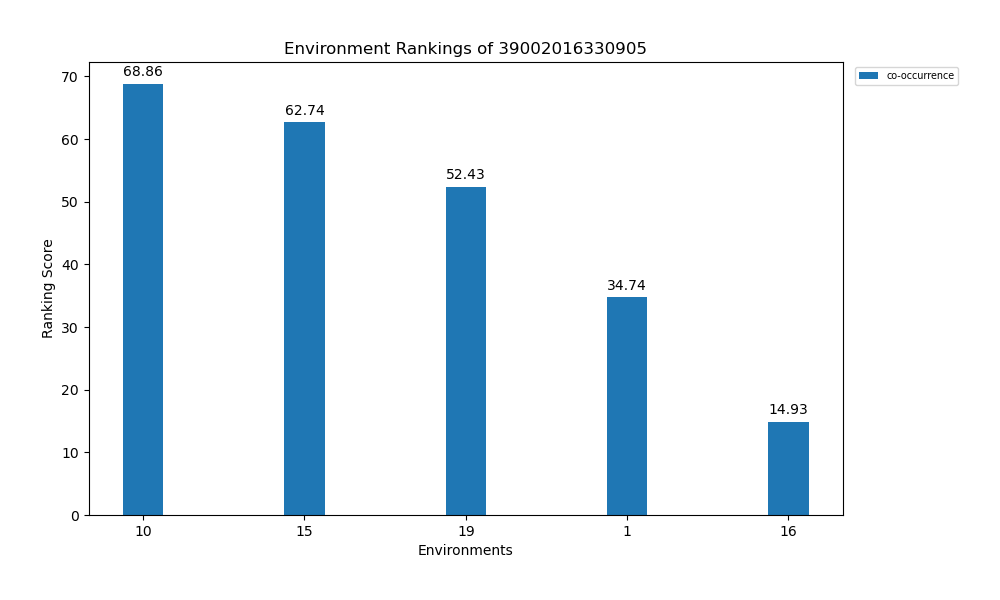 Environment Rankings of 39002016330905
co-occurrence
Ranking Score
70
60
50
40
30
20
10
0
68.86
62.74
52.43
34.74
14.93
10 15 19 1 16
Environments